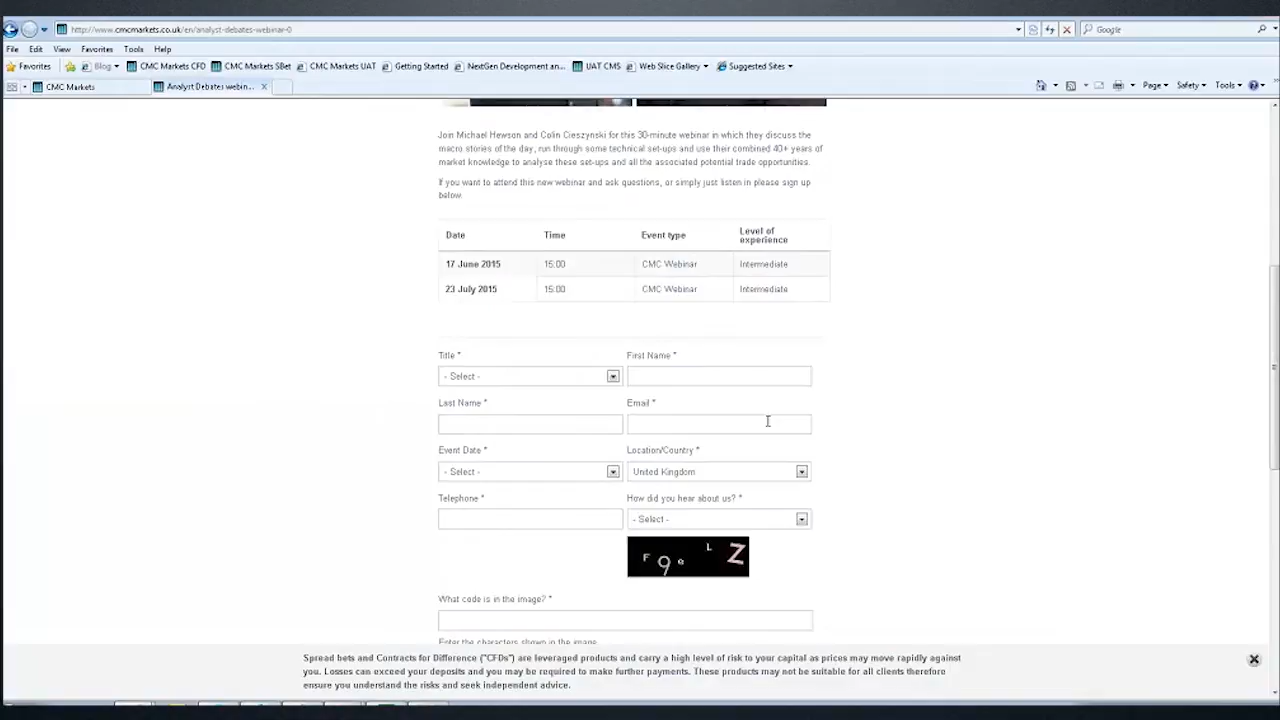 http://www.cmcmarkets.co.uk/en/analyst-debates-webinar-0
Google
File Edit View Favorites Tools Help
Favorites Blog CMC Markets CFD CMC Markets SBet CMC Markets UAT Getting Started NextGen Development an... UAT CMS Web Slice Gallery Suggested Sites
CMC Markets Analyst Debates webin... Page Safety Tools
Join Michael Hewson and Colin Cieszynski for this 30-minute webinar in which they discuss the
macro stories of the day, run through some technical set-ups and use their combined 40+ years of
market knowledge to analyse these set-ups and all the associated potential trade opportunities.
If you want to attend this new webinar and ask questions, or simply just listen in please sign up
below.
Date Time Event type Level of
experience
17 June 2015 15:00 CMC Webinar Intermediate
23 July 2015 15:00 CMC Webinar Intermediate
Title * First Name *
- Select -
Last Name * Email *
Event Date * Location/Country *
- Select - United Kingdom
Telephone * How did you hear about us? *
- Select -
F 9 e L Z
What code is in the image? *
Enter the characters shown in the image.
Spread bets and Contracts for Difference ("CFDs") are leveraged products and carry a high level of risk to your capital as prices may move rapidly against
you. Losses can exceed your deposits and you may be required to make further payments. These products may not be suitable for all clients therefore
ensure you understand the risks and seek independent advice.